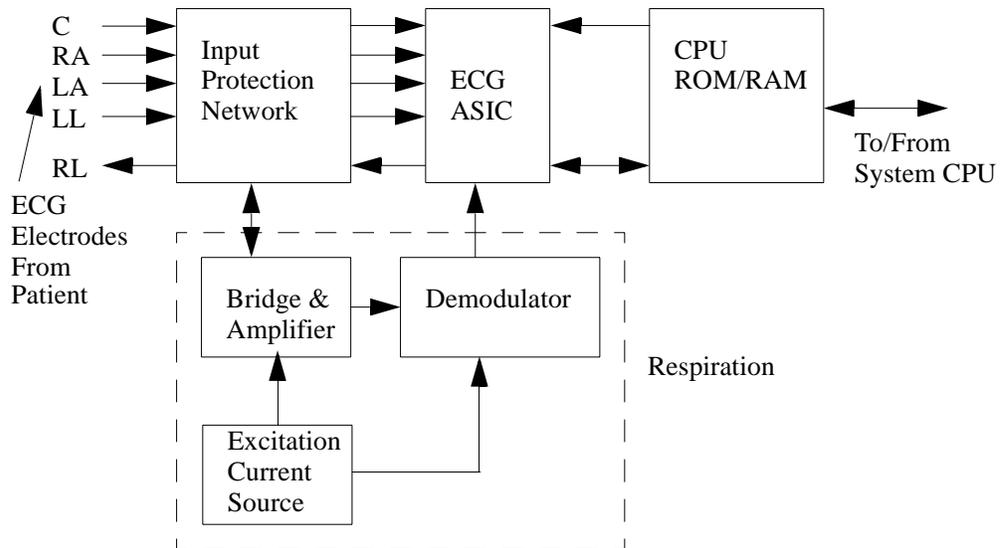 C
RA
LA
LL
RL
ECG
Electrodes
From
Patient
Input
Protection
Network
ECG
ASIC
CPU
ROM/RAM
To/From
System CPU
Bridge &
Amplifier
Demodulator
Respiration
Excitation
Current
Source